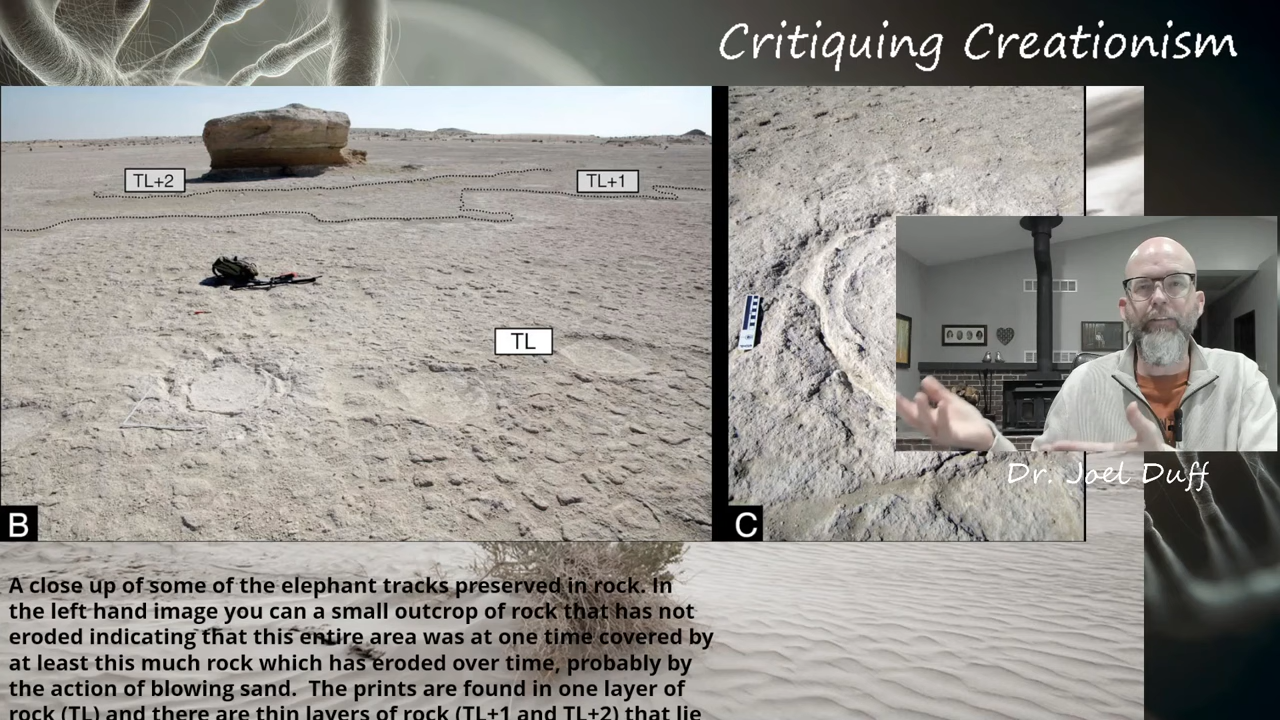 Critiquing Creationism
TL+2
TL+1
TL
B
C
Dr. Joel Duff
A close up of some of the elephant tracks preserved in rock. In
the left hand image you can a small outcrop of rock that has not
eroded indicating that this entire area was at one time covered by
at least this much rock which has eroded over time, probably by
the action of blowing sand. The prints are found in one layer of
rock (TL) and there are thin layers of rock (TL+1 and TL+2) that lie